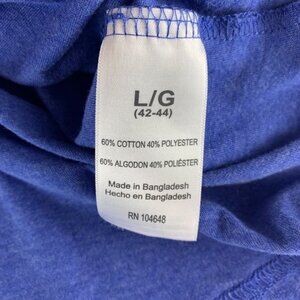 L/G
(42-44)
60% COTTON 40% POLYESTER
60% ALGODON 40% POLIÉSTER
Made in Bangladesh
Hecho en Bangladesh
RN 104648